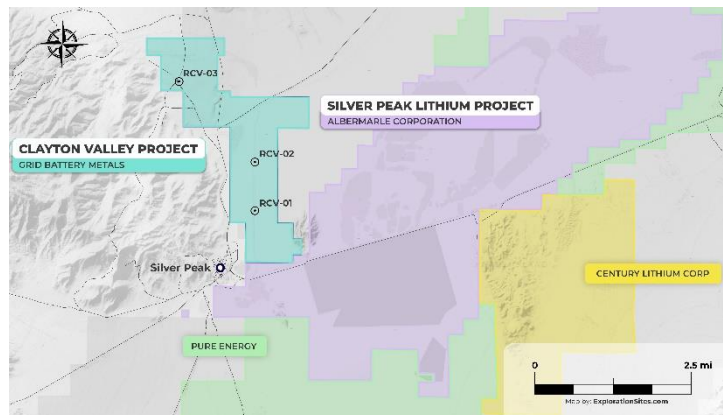 RCV-03
SILVER PEAK LITHIUM PROJECT
ALBERMARLE CORPORATION
CLAYTON VALLEY PROJECT
GRID BATTERY METALS
RCV-02
RCV-01
Silver Peak
CENTURY LITHIUM CORP
PURE ENERGY
0
2.5 mi
Map by: ExplorationSites.com